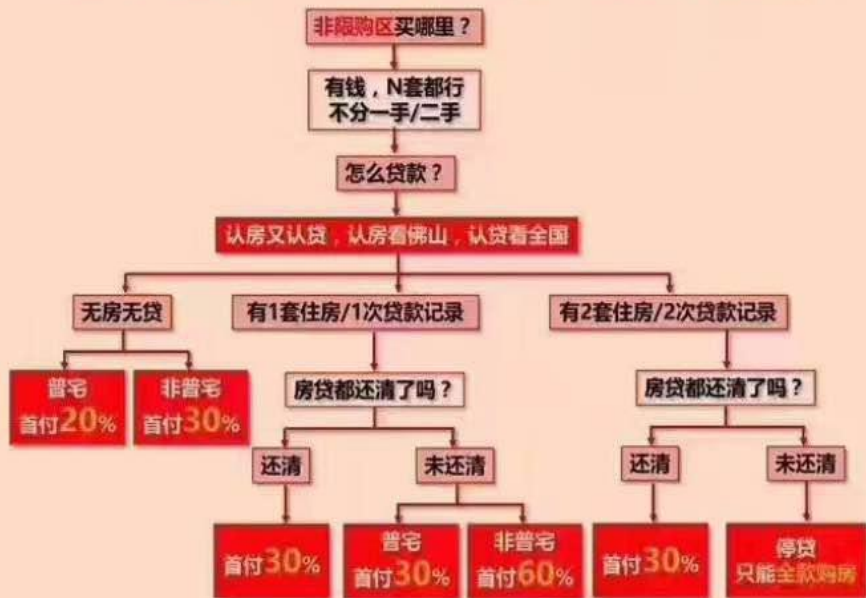 非限购区买哪里？
有钱，N套都行
不分一手/二手
怎么贷款？
认房又认贷，认房看佛山，认贷看全国
无房无贷
有1套住房/1次贷款记录
有2套住房/2次贷款记录
普宅
首付20%
非普宅
首付30%
房贷都还清了吗？
房贷都还清了吗？
还清
未还清
还清
未还清
首付30%
普宅
首付30%
非普宅
首付60%
首付30%
停贷
只能全款购房